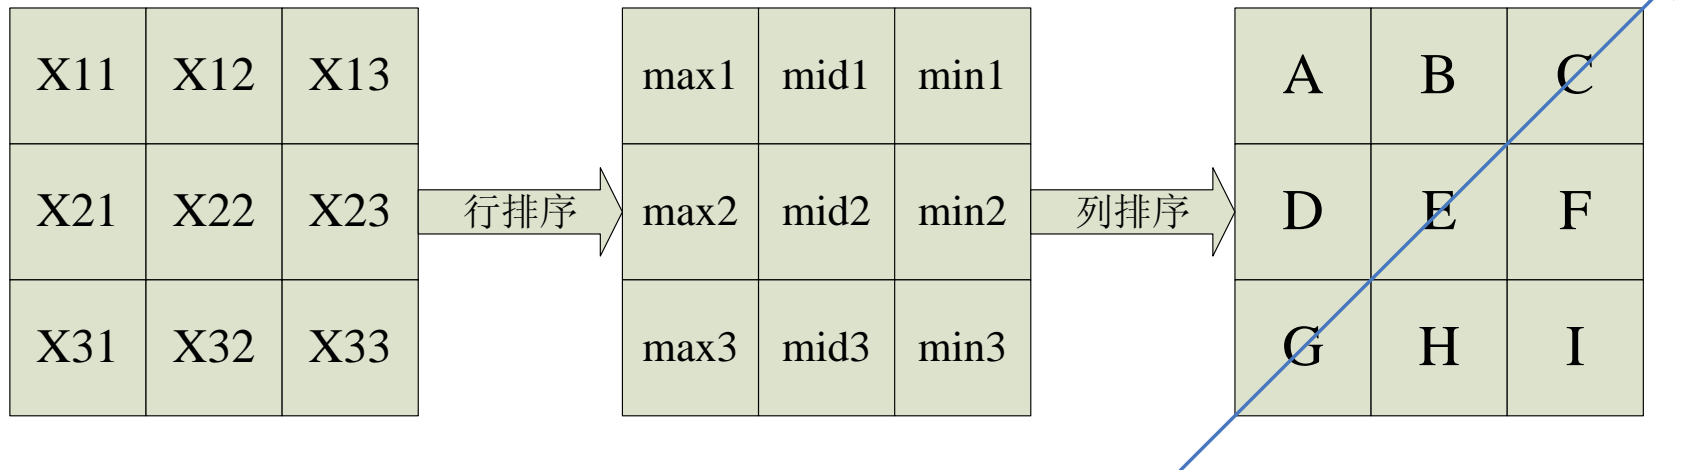 X11 X12 X13 max1 mid1 min1 A B C
X21 X22 X23 行排序 max2 mid2 min2 列排序 D E F
X31 X32 X33 max3 mid3 min3 G H I